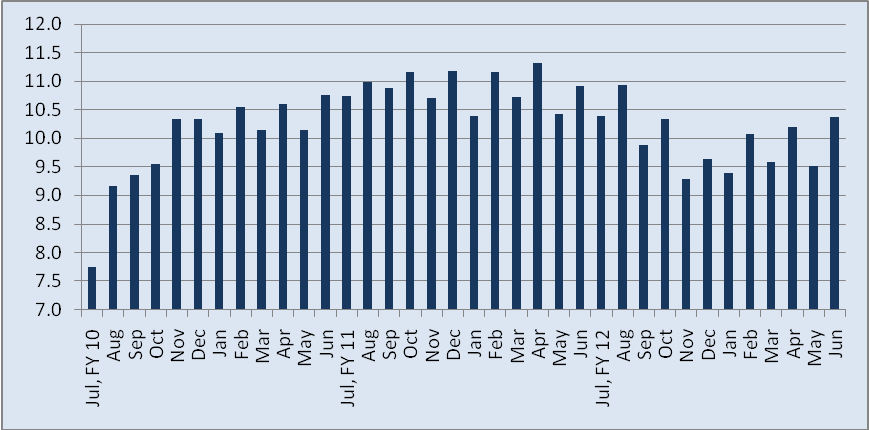 12.0
11.5
11.0
10.5
10.0
9.5
9.0
8.5
8.0
7.5
7.0
Jul, FY 10
Aug
Sep
Oct
Nov
Dec
Jan
Feb
Mar
Apr
May
Jun
Jul, FY 11
Aug
Sep
Oct
Nov
Dec
Jan
Feb
Mar
Apr
May
Jun
Jul, FY 12
Aug
Sep
Oct
Nov
Dec
Jan
Feb
Mar
Apr
May
Jun